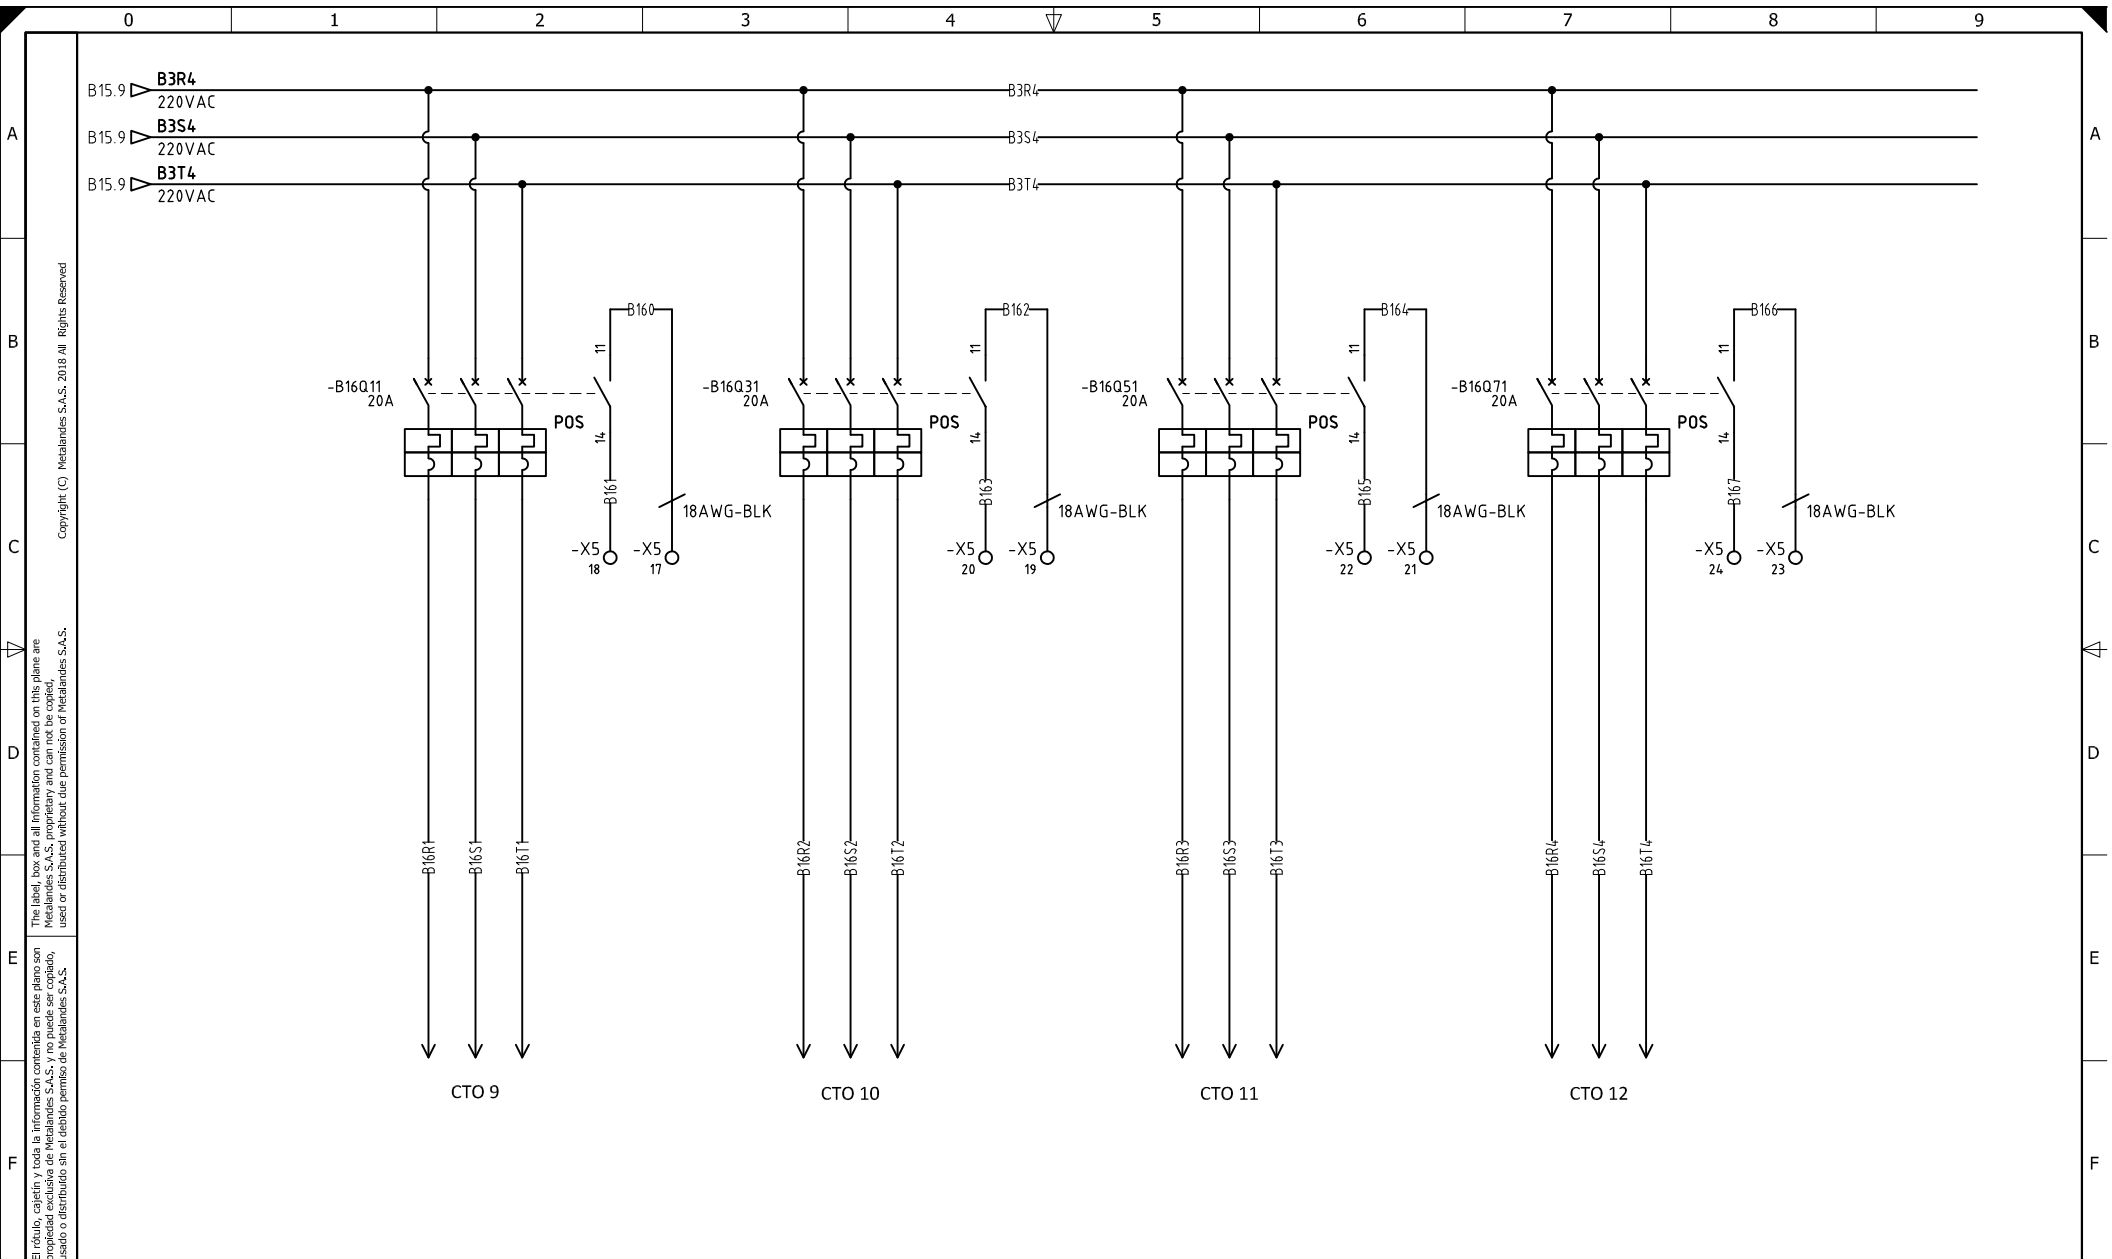 0 1 2 3 4 5 6 7 8 9
A A
B B
C C
D D
E E
F F
B15.9 B3R4 B3R4
220VAC
B15.9 B3S4 B3S4
220VAC
B15.9 B3T4 B3T4
220VAC
B160 B162 B164 B166
11 11 11 11
-B16Q11 -B16Q31 -B16Q51 -B16Q71
20A 20A 20A 20A
POS POS POS POS
14 14 14 14
B161 B163 B165 B167
18AWG-BLK 18AWG-BLK 18AWG-BLK 18AWG-BLK
-X5 -X5 -X5 -X5 -X5 -X5 -X5 -X5
18 17 20 19 22 21 24 23
B16R1 B16S1 B16T1 B16R2 B16S2 B16T2 B16R3 B16S3 B16T3 B16R4 B16S4 B16T4
CTO 9 CTO 10 CTO 11 CTO 12
Copyright (C) Metalandes S.A.S. 2018 All Rights Reserved
The label, box and all information contained on this plane are
Metalandes S.A.S. proprietary and can not be copied,
used or distributed without due permission of Metalandes S.A.S.
El rótulo, cajetín y toda la información contenida en este plano son
propiedad exclusiva de Metalandes S.A.S. y no puede ser copiado,
usado o distribuido sin el debido permiso de Metalandes S.A.S.